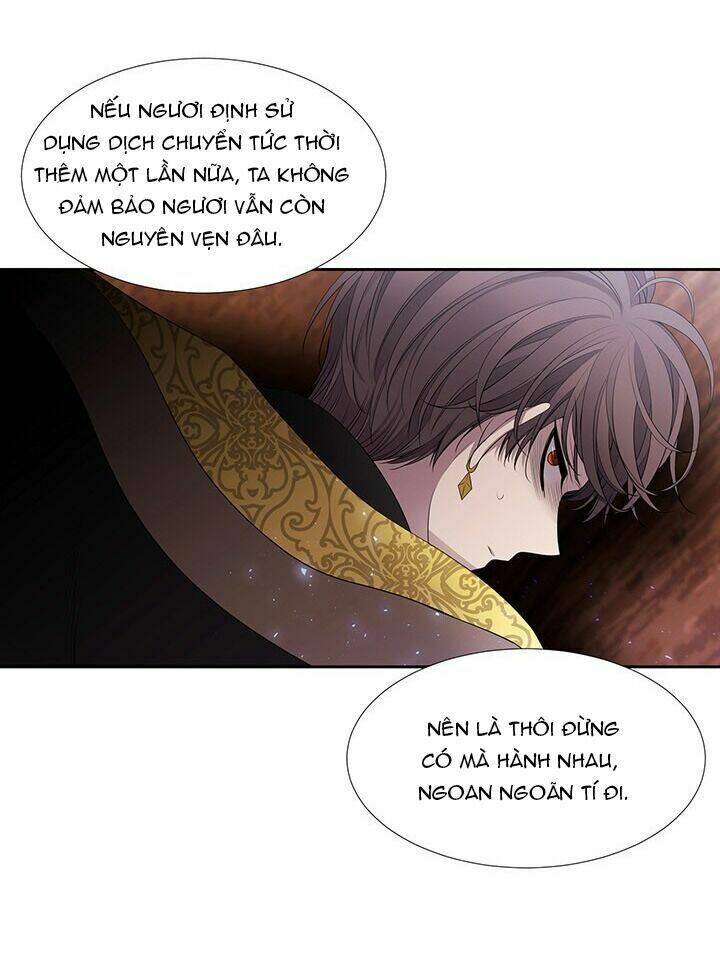 NẾU NGƯƠI ĐỊNH SỬ
DỤNG DỊCH CHUYỂN TỨC THỜI
THÊM MỘT LẦN NỮA, TA KHÔNG
ĐẢM BẢO NGƯƠI VẪN CÒN
NGUYÊN VẸN ĐÂU.
NÊN LÀ THÔI ĐỪNG
CÓ MÀ HÀNH NHAU,
NGOAN NGOÃN TÍ ĐI.